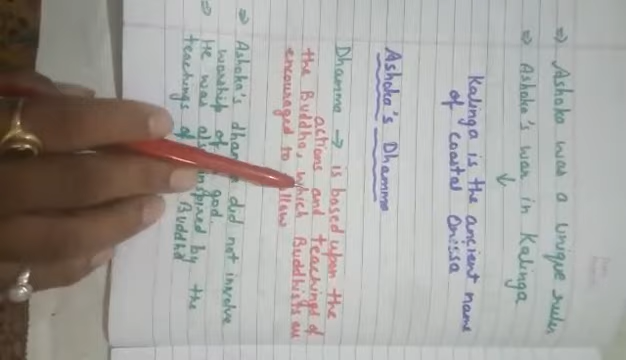 ⇒ Ashoka was a unique ruler
⇒ Ashoka's war in Kalinga
↓
Kalinga is the ancient name
of coastal Orissa
Ashoka's Dhamma
Dhamma → is based upon the
actions and teachings of
the Buddha, which Buddhists are
encouraged to
⇒ Ashoka's did not involve
worship of god.
⇒ He was inspired by the
teachings of Buddha